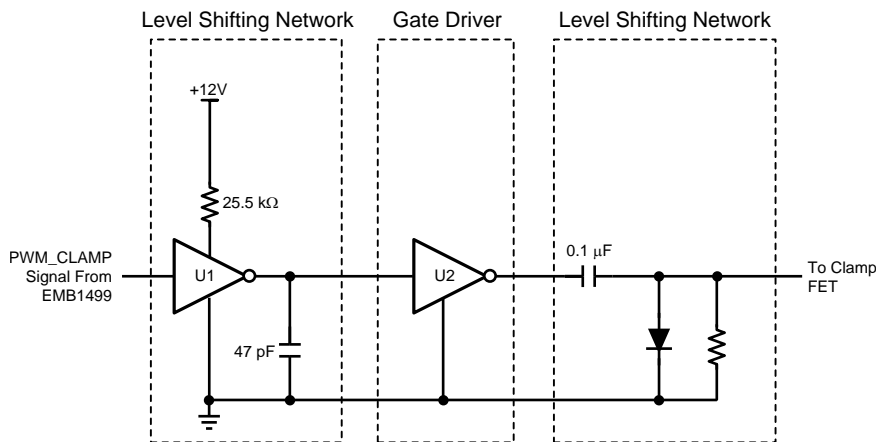 Level Shifting Network
Gate Driver
Level Shifting Network
+12V
25.5 kΩ
PWM_CLAMP
Signal From
EMB1499
U1
U2
0.1 μF
To Clamp
FET
47 pF